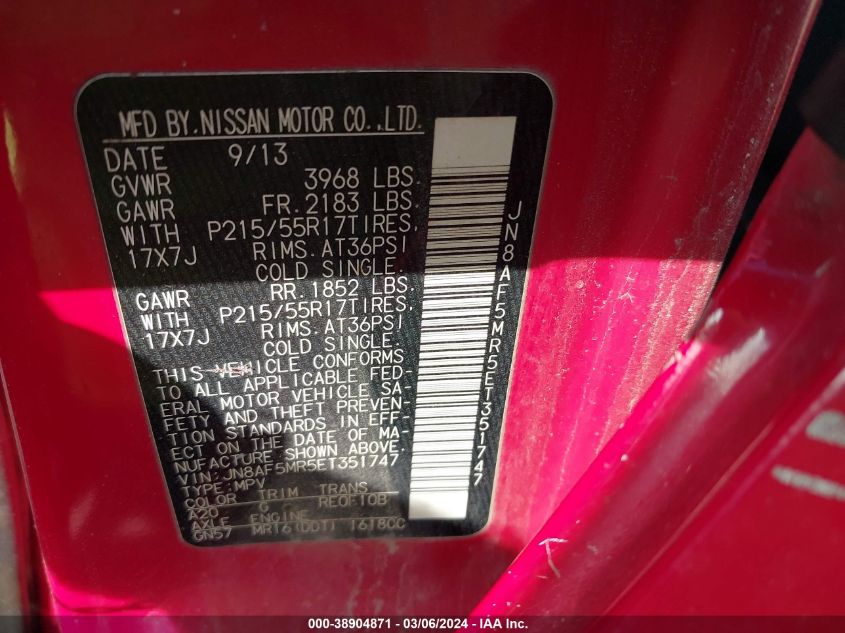 MFD BY. NISSAN MOTOR CO.,LTD.
DATE 9/13
GVWR 3968 LBS.
GAWR FR. 2183 LBS.
WITH P215/55R17TIRES,
17X7J RIMS. AT36PSI
COLD SINGLE.
GAWR RR. 1852 LBS.
WITH P215/55R17TIRES,
17X7J RIMS. AT36PSI
COLD SINGLE.
THIS VEHICLE CONFORMS
TO ALL APPLICABLE FED-
ERAL MOTOR VEHICLE SA-
FETY AND THEFT PREVEN-
TION STANDARDS IN EFF-
ECT ON THE DATE OF MA-
NUFACTURE SHOWN ABOVE.
VIN: JN8AF5MR5ET351747
TYPE: MPV
COLOR TRIM TRANS
A20 G RE0F10B
AXLE ENGINE
GN57 MR16(DDT) 1618CC
JN8AF5MR5ET351747
000-38904871 - 03/06/2024 - IAA Inc.